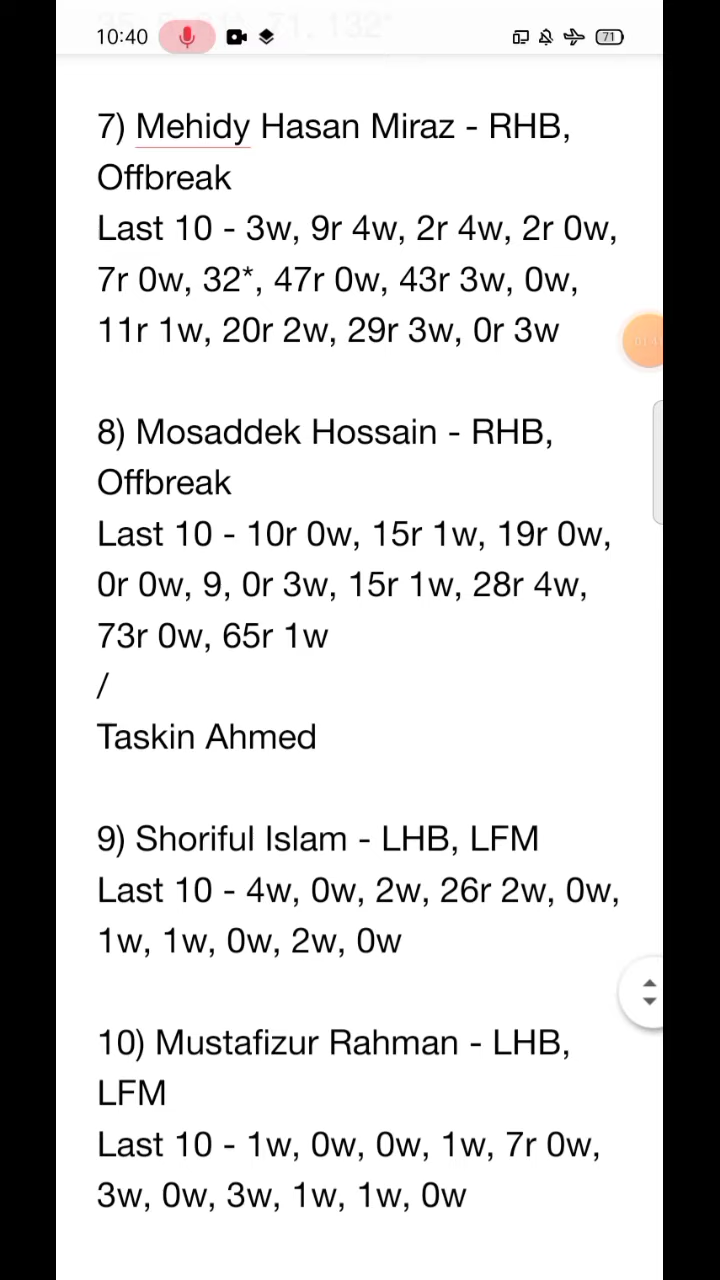 10:40
71
7) Mehidy Hasan Miraz - RHB,
Offbreak
Last 10 - 3w, 9r 4w, 2r 4w, 2r 0w,
7r 0w, 32*, 47r 0w, 43r 3w, 0w,
11r 1w, 20r 2w, 29r 3w, 0r 3w
8) Mosaddek Hossain - RHB,
Offbreak
Last 10 - 10r 0w, 15r 1w, 19r 0w,
0r 0w, 9, 0r 3w, 15r 1w, 28r 4w,
73r 0w, 65r 1w
/
Taskin Ahmed
9) Shoriful Islam - LHB, LFM
Last 10 - 4w, 0w, 2w, 26r 2w, 0w,
1w, 1w, 0w, 2w, 0w
10) Mustafizur Rahman - LHB,
LFM
Last 10 - 1w, 0w, 0w, 1w, 7r 0w,
3w, 0w, 3w, 1w, 1w, 0w